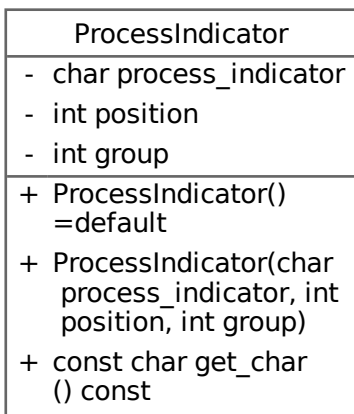 ProcessIndicator
- char process_indicator
- int position
- int group
+ ProcessIndicator()
=default
+ ProcessIndicator(char
process_indicator, int
position, int group)
+ const char get_char
() const